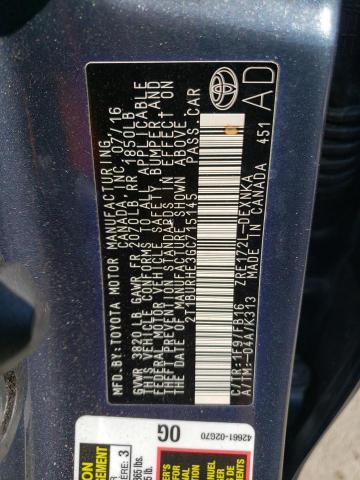 MFD.BY:TOYOTA MOTOR MANUFACTURING
CANADA, INC. 07/16
GVWR 3820 LB GAWR FR 2070LB RR 1850LB
THIS VEHICLE CONFORMS TO ALL APPLICABLE
FEDERAL MOTOR VEHICLE SAFETY, BUMPER AND
THEFT PREVENTION STANDARDS IN EFFECT ON
THE DATE OF MANUFACTURE SHOWN ABOVE
2T1BURHE3GC715145 PASS.CAR
C/TR:1F9/FB16 ZRE172L-DEXNKA
A/TR:-04A/K313 MADE IN CANADA 451
AD
0G
42661-02G70
3